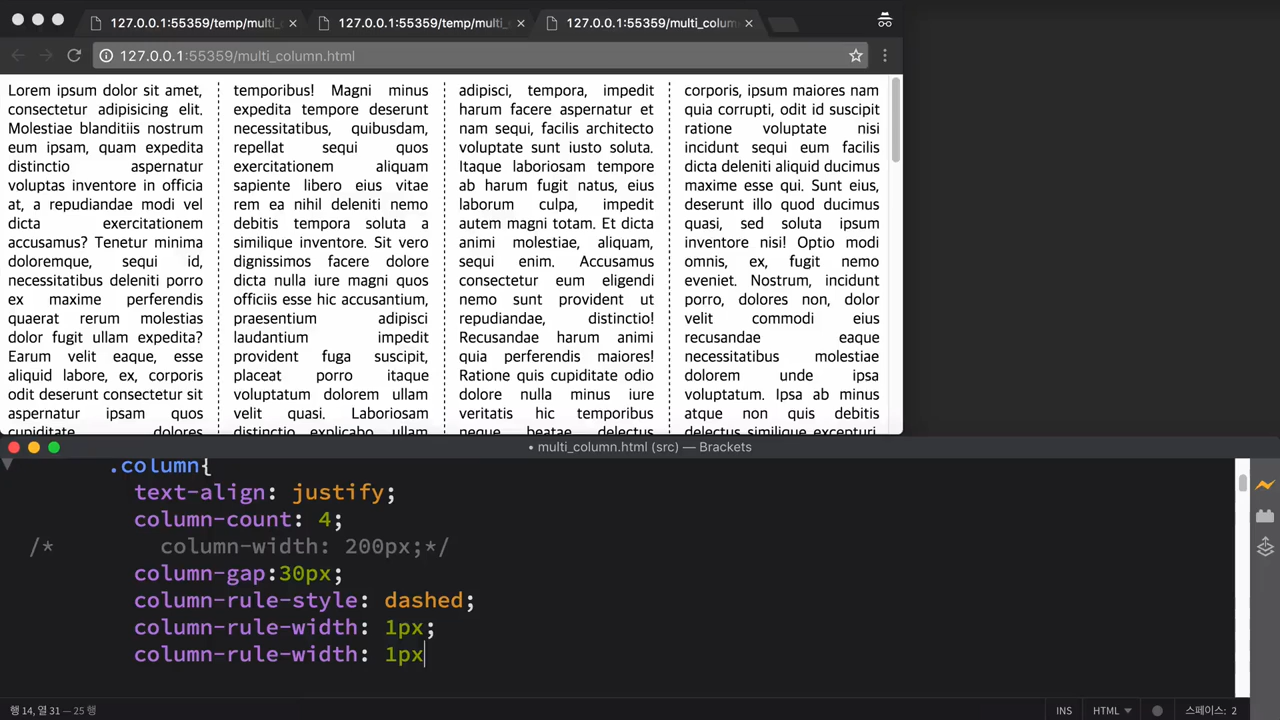 127.0.0.1:55359/temp/multi_
127.0.0.1:55359/temp/multi_
127.0.0.1:55359/multi_colum
127.0.0.1:55359/multi_column.html
Lorem ipsum dolor sit amet,
consectetur adipisicing elit.
Molestiae blanditiis nostrum
eum ipsam, quam expedita
distinctio aspernatur
voluptas inventore in officia
at, a repudiandae modi vel
dicta exercitationem
accusamus? Tenetur minima
doloremque, sequi id,
necessitatibus deleniti porro
ex maxime perferendis
quaerat rerum molestias
dolor fugit ullam expedita?
Earum velit eaque, esse
aliquid labore, ex, corporis
odit deserunt consectetur sit
aspernatur ipsam quos
cupiditate dolores
temporibus! Magni minus
expedita tempore deserunt
necessitatibus, quibusdam,
repellat sequi quos
exercitationem aliquam
sapiente libero eius vitae
rem ea nihil deleniti nemo
debitis tempora soluta a
similique inventore. Sit vero
dignissimos facere dolore
dicta nulla iure magni quos
officiis esse hic accusantium,
praesentium adipisci
laudantium impedit
provident fuga suscipit,
placeat porro itaque
voluptatum dolorem ullam
velit quasi. Laboriosam
distinctio explicabo ullam
adipisci, tempora, impedit
harum facere aspernatur et
nam sequi, facilis architecto
voluptate sunt iusto soluta.
Itaque laboriosam tempore
ab harum fugit natus, eius
laborum culpa, impedit
autem magni totam. Et dicta
animi molestiae, aliquam,
sequi enim. Accusamus
consectetur eum eligendi
nemo sunt provident ut
repudiandae, distinctio!
Recusandae harum animi
quia perferendis maiores!
Ratione quis cupiditate odio
dolore nulla minus iure
veritatis hic temporibus
neque beatae delectus
corporis, ipsum maiores nam
quia corrupti, odit id suscipit
ratione voluptate nisi
incidunt sequi eum facilis
dicta deleniti aliquid ducimus
maxime esse qui. Sunt eius,
deserunt illo quod ducimus
quasi, sed soluta ipsum
inventore nisi! Optio modi
omnis, ex, fugit nemo
eveniet. Nostrum, incidunt
porro, dolores non, dolor
velit commodi eius
recusandae eaque
necessitatibus molestiae
dolorem unde ipsa
voluptatum. Ipsa ab minus
atque non quis debitis
delectus similique excepturi
• multi_column.html (src) — Brackets
.column{
text-align: justify;
column-count: 4;
/* column-width: 200px;*/
column-gap:30px;
column-rule-style: dashed;
column-rule-width: 1px;
column-rule-width: 1px
행 14, 열 31 — 25 행
INS
HTML
스페이스: 2